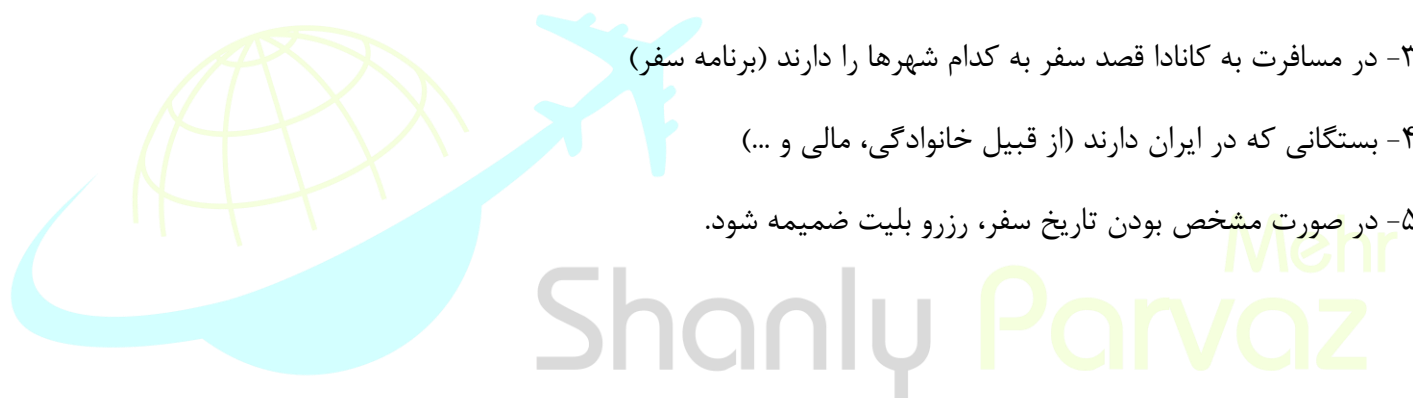 ۳- در مسافرت به کانادا قصد سفر به کدام شهرها را دارند (برنامه سفر)
۴- بستگانی که در ایران دارند (از قبیل خانوادگی، مالی و ...)
۵- در صورت مشخص بودن تاریخ سفر، رزرو بلیت ضمیمه شود.
Mehr
Shanly Parvaz